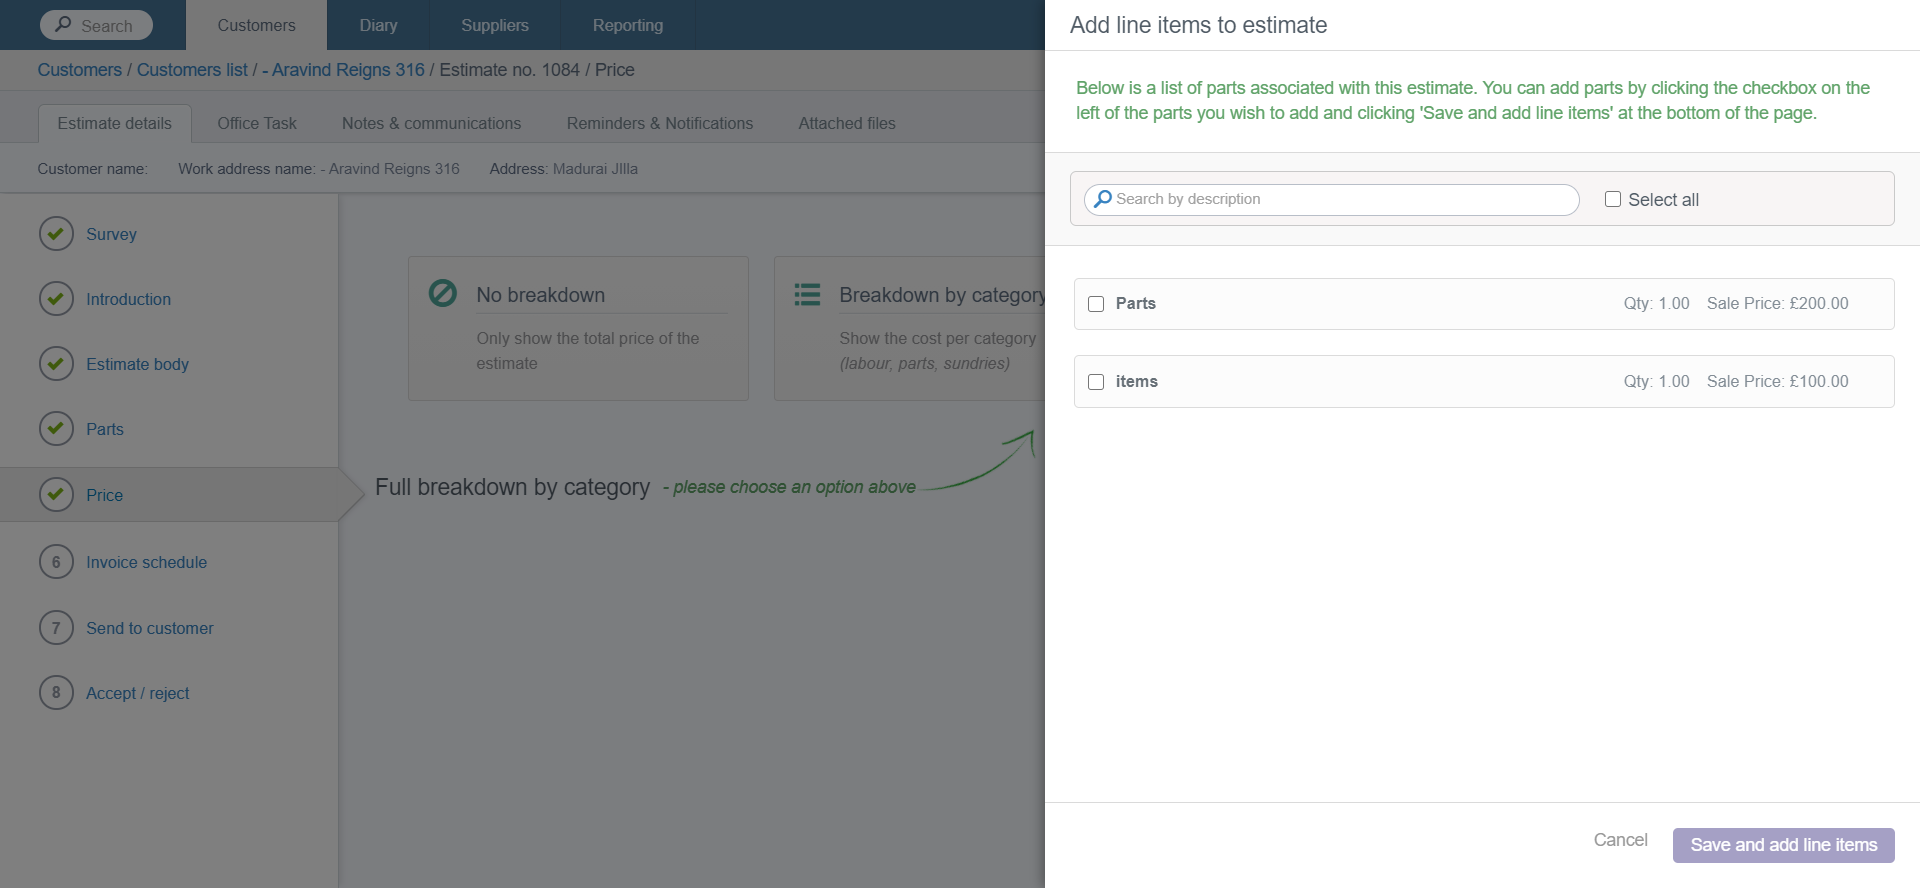 Search
Customers
Diary
Suppliers
Reporting
Customers / Customers list / - Aravind Reigns 316 / Estimate no. 1084 / Price
Estimate details
Office Task
Notes & communications
Reminders & Notifications
Attached files
Customer name:
Work address name: - Aravind Reigns 316
Address: Madurai JIlla
Survey
Introduction
Estimate body
Parts
Price
6 Invoice schedule
7 Send to customer
8 Accept / reject
No breakdown
Only show the total price of the
estimate
Breakdown by category
Show the cost per category
(labour, parts, sundries)
Full breakdown by category - please choose an option above
Add line items to estimate
Below is a list of parts associated with this estimate. You can add parts by clicking the checkbox on the
left of the parts you wish to add and clicking 'Save and add line items' at the bottom of the page.
Search by description
Select all
Parts Qty: 1.00 Sale Price: £200.00
items Qty: 1.00 Sale Price: £100.00
Cancel
Save and add line items